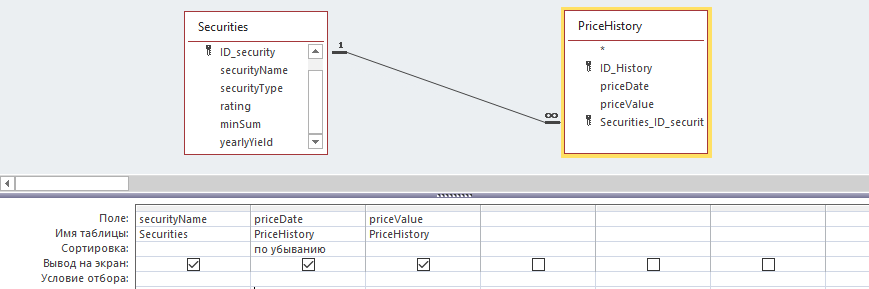 Securities
ID_security
securityName
securityType
rating
minSum
yearlyYield
1
∞
PriceHistory
*
ID_History
priceDate
priceValue
Securities_ID_securit
Поле: securityName priceDate priceValue
Имя таблицы: Securities PriceHistory PriceHistory
Сортировка: по убыванию
Вывод на экран:
Условие отбора: